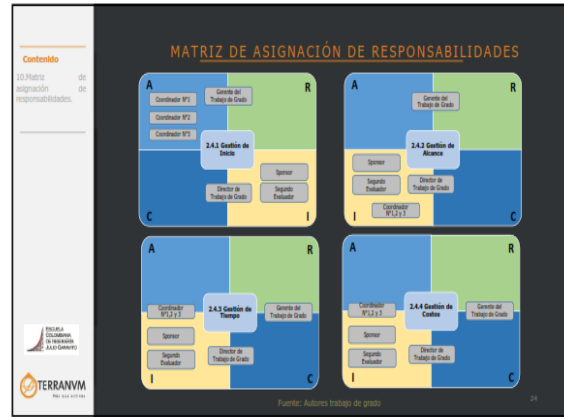 Contenido
10.Matriz de
asignación de
responsabilidades.
ESCUELA
COLOMBIANA
DE INGENIERÍA
JULIO GARAVITO
TERRANVM
MATRIZ DE ASIGNACIÓN DE RESPONSABILIDADES
A
R
Coordinador N°1
Coordinador N°2
Coordinador N°3
Gerente del
Trabajo de Grado
2.4.1 Gestión de
Inicio
Director de
Trabajo de Grado
Sponsor
Segundo
Evaluador
C
I
A
R
Gerente del
Trabajo de Grado
2.4.2 Gestión de
Alcance
Sponsor
Segundo
Evaluador
Director de
Trabajo de Grado
Coordinador
N°1,2 y 3
I
C
A
R
Coordinador
N°1,2 y 3
2.4.3 Gestión de
Tiempo
Gerente del
Trabajo de Grado
Sponsor
Segundo
Evaluador
Director de
Trabajo de Grado
I
C
A
R
Coordinador
N°1,2 y 3
2.4.4 Gestión de
Costos
Gerente del
Trabajo de Grado
Sponsor
Segundo
Evaluador
Director de
Trabajo de Grado
I
C
Fuente: Autores trabajo de grado
24